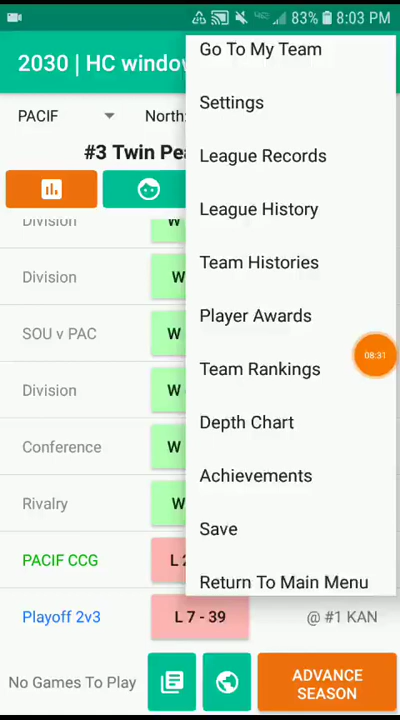 83% 8:03 PM
2030 | HC window
Go To My Team
PACIF North:
Settings
#3 Twin Pea
League Records
League History
Division W
Division W
Team Histories
SOU v PAC W
Player Awards
08:31
Division W
Team Rankings
Conference W
Depth Chart
Rivalry W
Achievements
PACIF CCG L 2
Save
Return To Main Menu
Playoff 2v3 L 7 - 39 @ #1 KAN
No Games To Play ADVANCE
SEASON